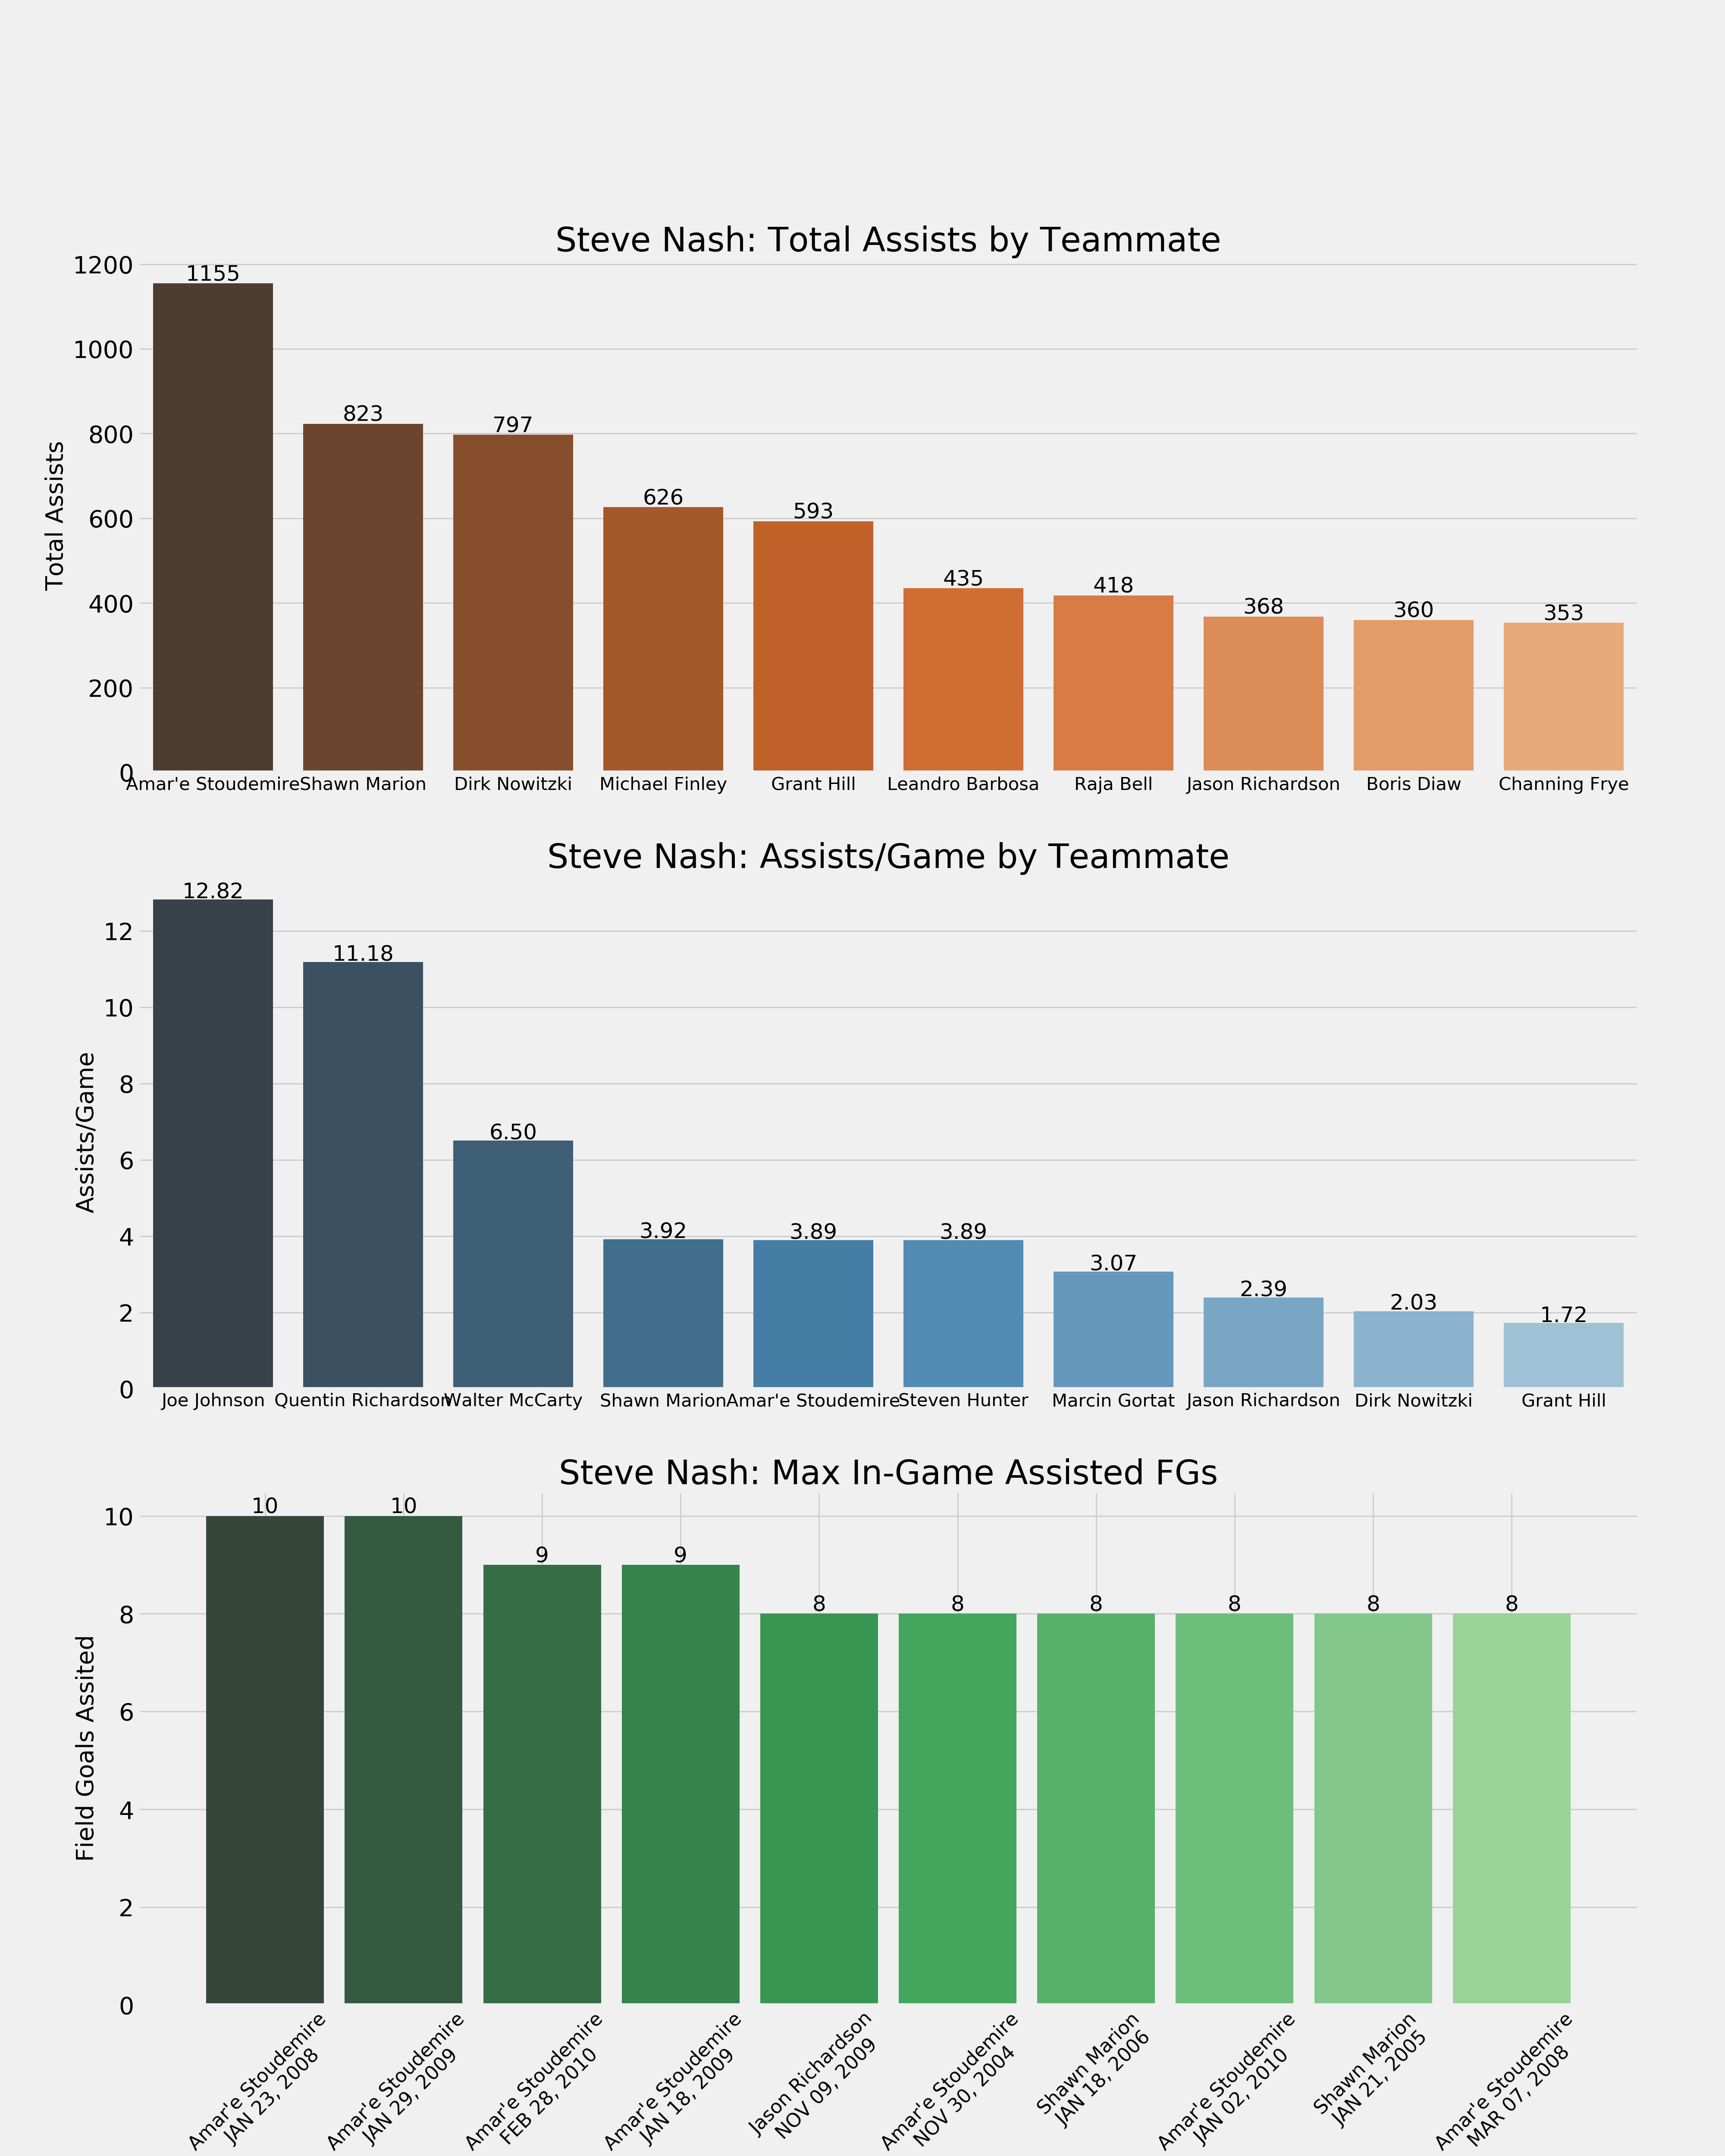 Steve Nash: Total Assists by Teammate
1200
1000
800
600
400
200
0
Total Assists
1155
823
797
626
593
435
418
368
360
353
Amar'e Stoudemire
Shawn Marion
Dirk Nowitzki
Michael Finley
Grant Hill
Leandro Barbosa
Raja Bell
Jason Richardson
Boris Diaw
Channing Frye
Steve Nash: Assists/Game by Teammate
12
10
8
6
4
2
0
Assists/Game
12.82
11.18
6.50
3.92
3.89
3.89
3.07
2.39
2.03
1.72
Joe Johnson
Quentin Richardson
Walter McCarty
Shawn Marion
Amar'e Stoudemire
Steven Hunter
Marcin Gortat
Jason Richardson
Dirk Nowitzki
Grant Hill
Steve Nash: Max In-Game Assisted FGs
10
8
6
4
2
0
Field Goals Assited
10
10
9
9
8
8
8
8
8
8
Amar'e Stoudemire
JAN 23, 2008
Amar'e Stoudemire
JAN 29, 2009
Amar'e Stoudemire
FEB 28, 2010
Amar'e Stoudemire
JAN 18, 2009
Jason Richardson
NOV 09, 2009
Amar'e Stoudemire
NOV 30, 2004
Shawn Marion
JAN 18, 2006
Amar'e Stoudemire
JAN 02, 2010
Shawn Marion
JAN 21, 2005
Amar'e Stoudemire
MAR 07, 2008